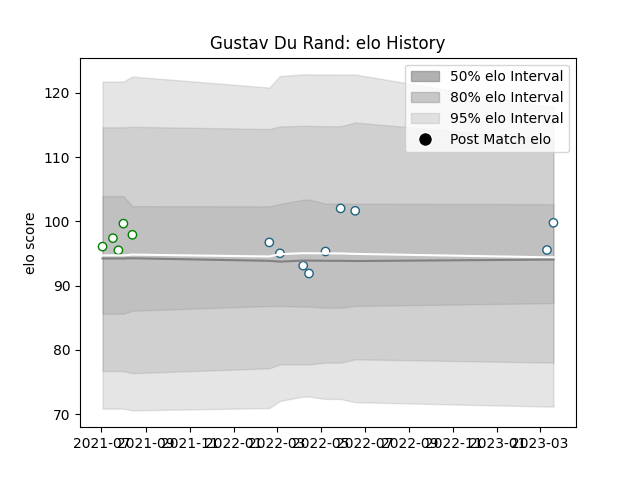 Gustav Du Rand: elo History
50% elo Interval
80% elo Interval
95% elo Interval
Post Match elo
elo score
120
110
100
90
80
70
2021-07 2021-09 2021-11 2022-01 2022-03 2022-05 2022-07 2022-09 2022-11 2023-01 2023-03